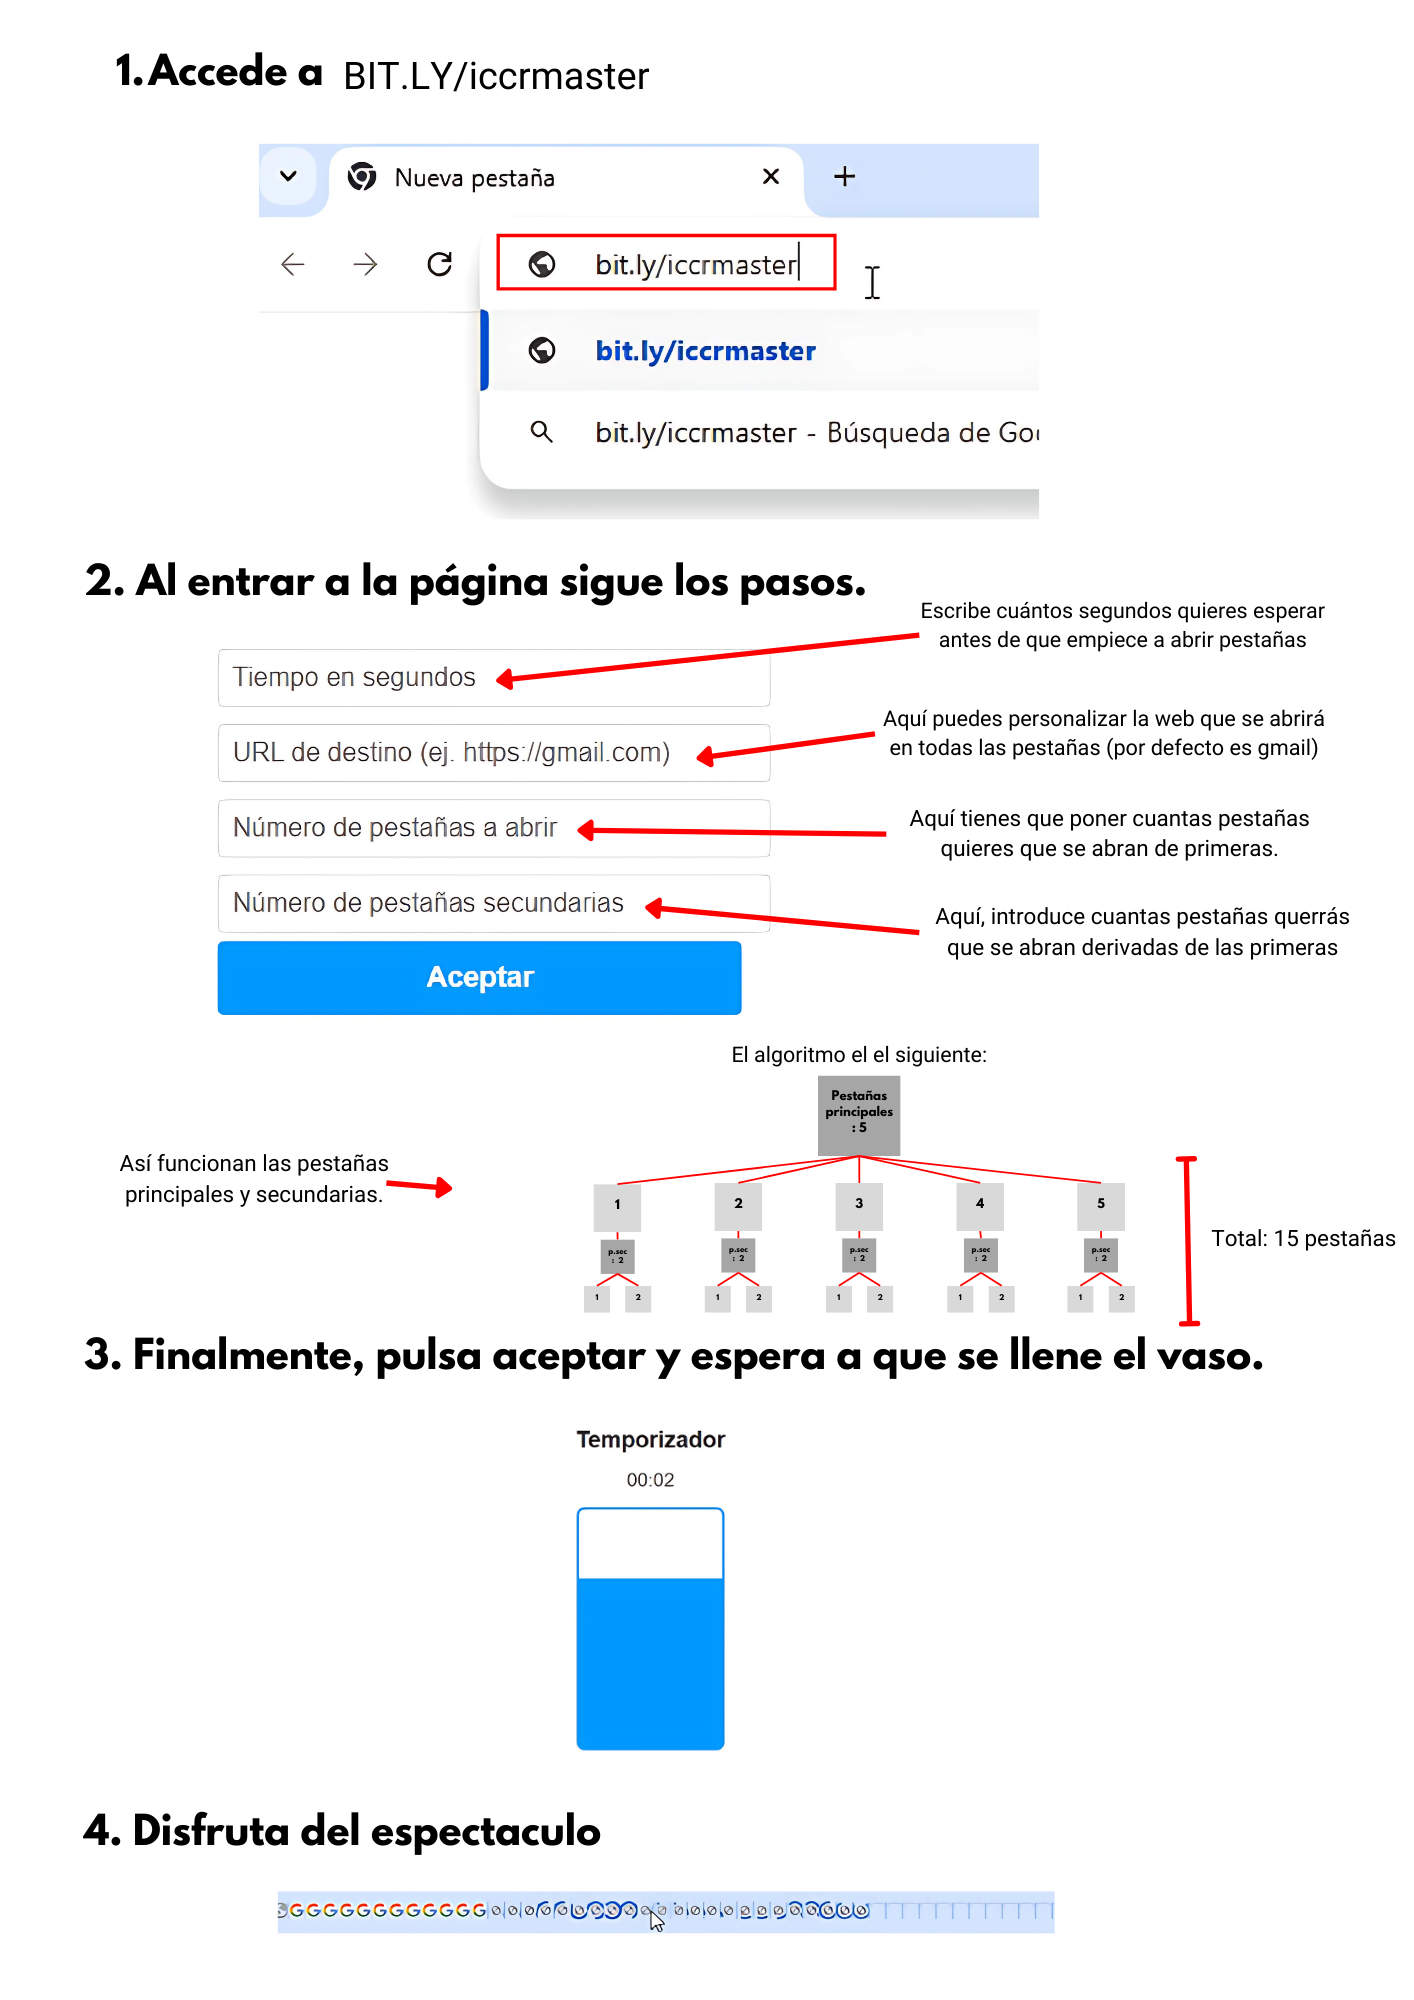 1. Accede a BIT.LY/iccrmaster
Nueva pestaña
bit.ly/iccrmaster
bit.ly/iccrmaster
bit.ly/iccrmaster - Búsqueda de Go
2. Al entrar a la página sigue los pasos.
Escribe cuántos segundos quieres esperar
antes de que empiece a abrir pestañas
Tiempo en segundos
Aquí puedes personalizar la web que se abrirá
en todas las pestañas (por defecto es gmail)
URL de destino (ej. https://gmail.com)
Aquí tienes que poner cuantas pestañas
quieres que se abran de primeras.
Número de pestañas a abrir
Aquí, introduce cuantas pestañas querrás
que se abran derivadas de las primeras
Número de pestañas secundarias
Aceptar
El algoritmo el el siguiente:
Pestañas
principales
: 5
Así funcionan las pestañas
principales y secundarias.
1 2 3 4 5
p.sec p.sec p.sec p.sec p.sec
: 2 : 2 : 2 : 2 : 2
1 2 1 2 1 2 1 2 1 2
Total: 15 pestañas
3. Finalmente, pulsa aceptar y espera a que se llene el vaso.
Temporizador
00:02
4. Disfruta del espectaculo